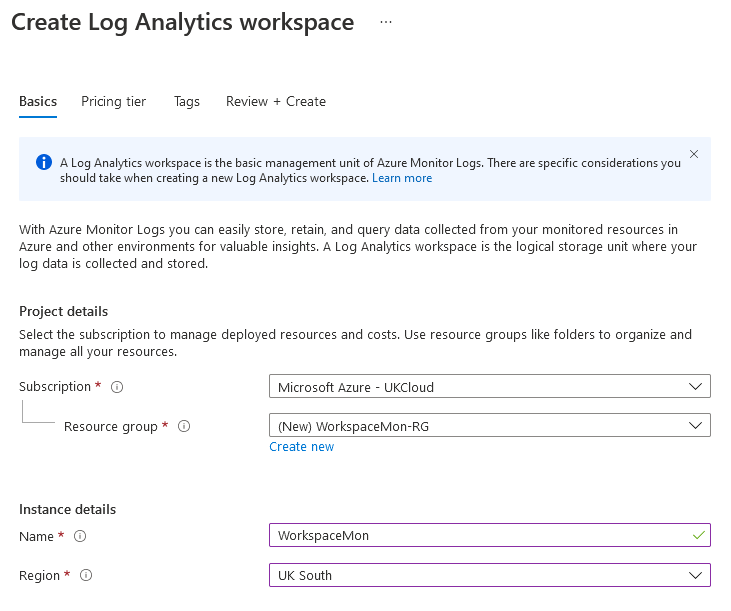 Create Log Analytics workspace ...
Basics Pricing tier Tags Review + Create
A Log Analytics workspace is the basic management unit of Azure Monitor Logs. There are specific considerations you
should take when creating a new Log Analytics workspace. Learn more
With Azure Monitor Logs you can easily store, retain, and query data collected from your monitored resources in
Azure and other environments for valuable insights. A Log Analytics workspace is the logical storage unit where your
log data is collected and stored.
Project details
Select the subscription to manage deployed resources and costs. Use resource groups like folders to organize and
manage all your resources.
Subscription * Microsoft Azure - UKCloud
Resource group * (New) WorkspaceMon-RG
Create new
Instance details
Name * WorkspaceMon
Region * UK South